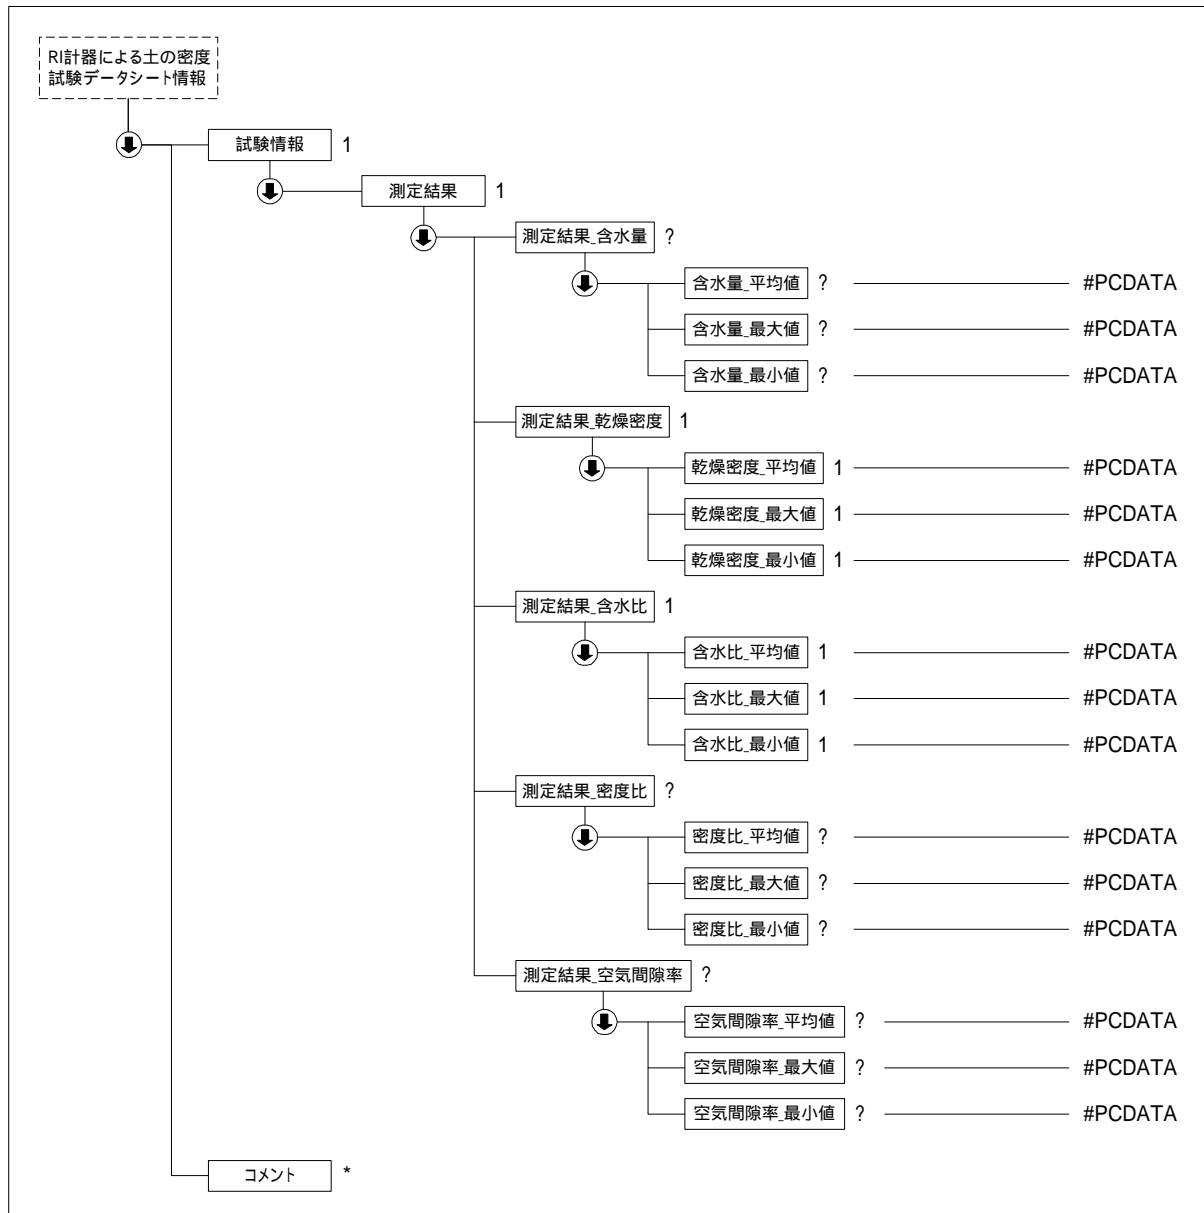 RI計器による土の密度
試験データシート情報
試験情報 1
測定結果 1
測定結果_含水量 ?
含水量_平均値 ? #PCDATA
含水量_最大値 ? #PCDATA
含水量_最小値 ? #PCDATA
測定結果_乾燥密度 1
乾燥密度_平均値 1 #PCDATA
乾燥密度_最大値 1 #PCDATA
乾燥密度_最小値 1 #PCDATA
測定結果_含水比 1
含水比_平均値 1 #PCDATA
含水比_最大値 1 #PCDATA
含水比_最小値 1 #PCDATA
測定結果_密度比 ?
密度比_平均値 ? #PCDATA
密度比_最大値 ? #PCDATA
密度比_最小値 ? #PCDATA
測定結果_空気間隙率 ?
空気間隙率_平均値 ? #PCDATA
空気間隙率_最大値 ? #PCDATA
空気間隙率_最小値 ? #PCDATA
コメント *